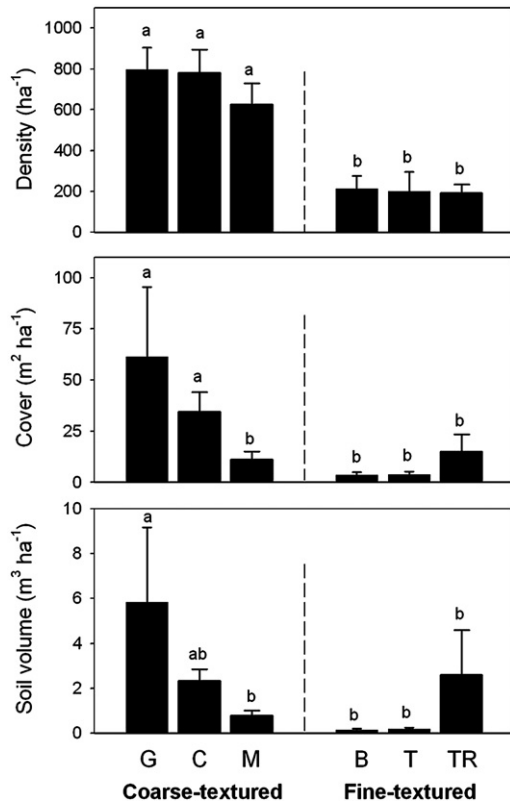 1000
800
600
400
200
0
Density (ha-1)
a a a
b b b
100
75
50
25
0
Cover (m2 ha-1)
a a b
b b b
10
8
6
4
2
0
Soil volume (m3 ha-1)
a ab b
b b b
G C M B T TR
Coarse-textured Fine-textured